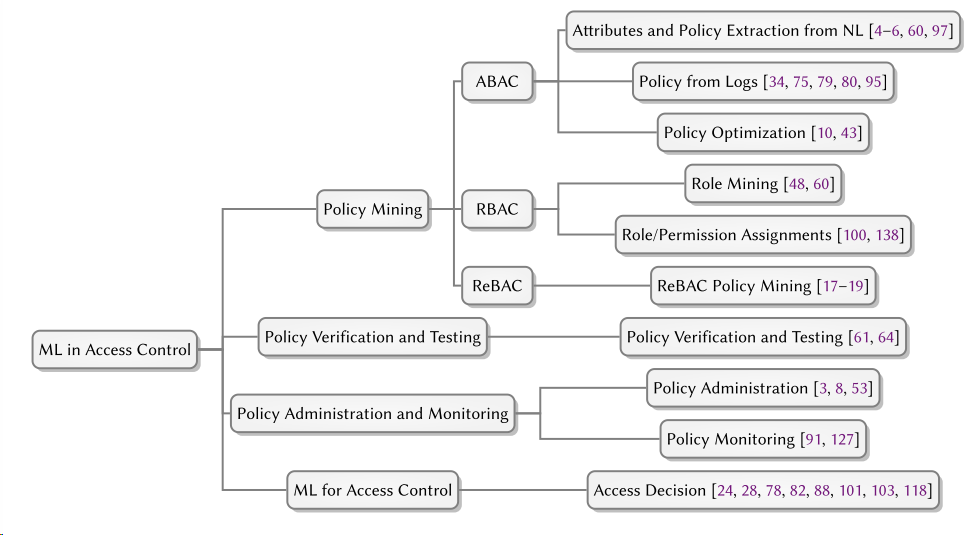 Attributes and Policy Extraction from NL [4–6, 60, 97]
ABAC
Policy from Logs [34, 75, 79, 80, 95]
Policy Optimization [10, 43]
Role Mining [48, 60]
Policy Mining
RBAC
Role/Permission Assignments [100, 138]
ReBAC
ReBAC Policy Mining [17–19]
ML in Access Control
Policy Verification and Testing
Policy Verification and Testing [61, 64]
Policy Administration [3, 8, 53]
Policy Administration and Monitoring
Policy Monitoring [91, 127]
ML for Access Control
Access Decision [24, 28, 78, 82, 88, 101, 103, 118]